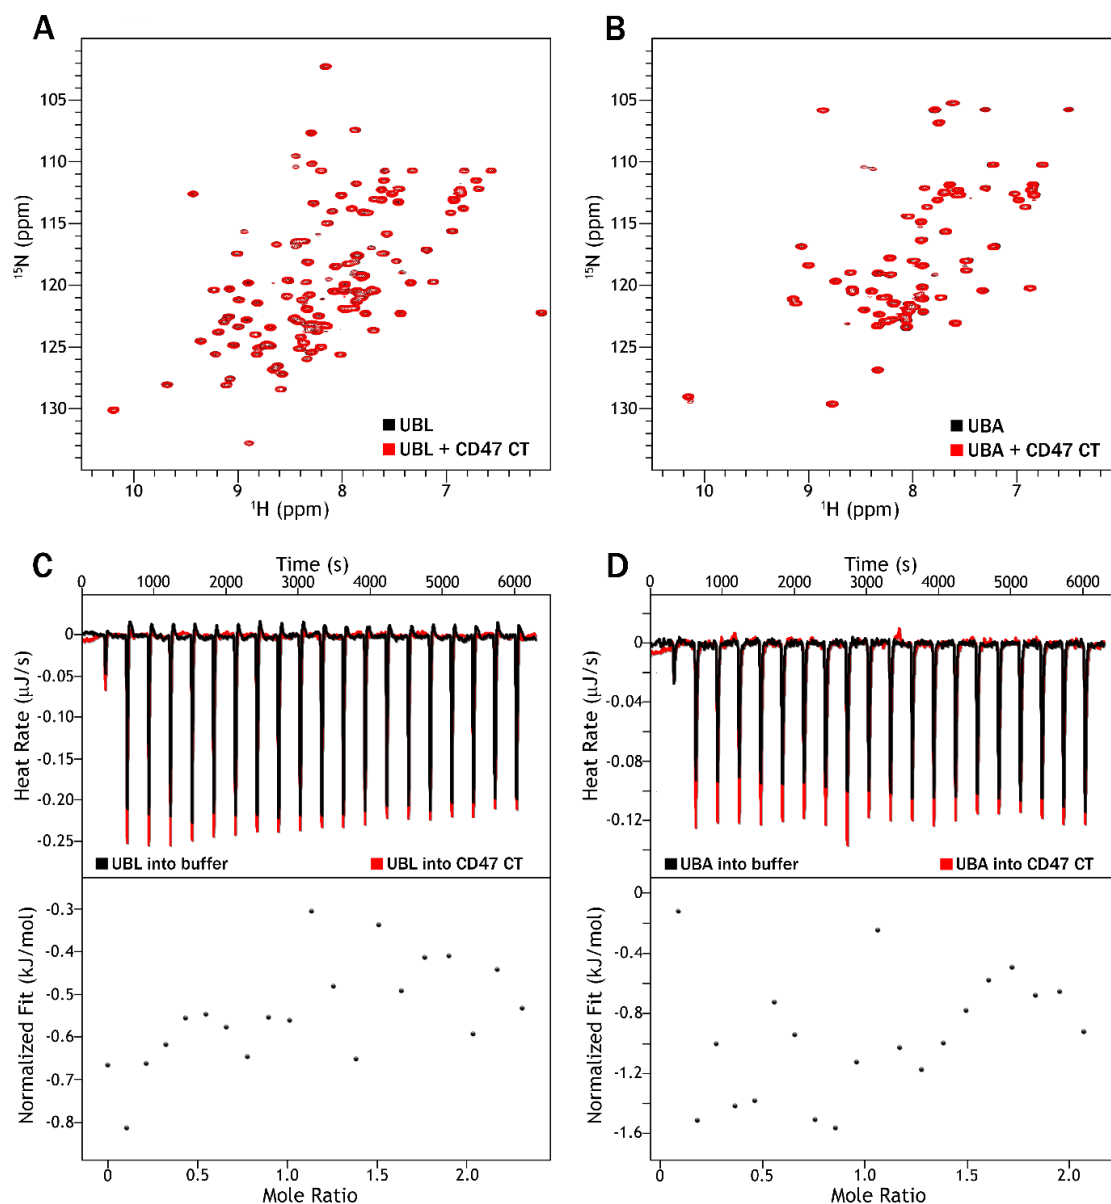 A
B
105
110
115
120
125
130
¹⁵N (ppm)
UBL
UBL + CD47 CT
10
9
8
7
¹H (ppm)
105
110
115
120
125
130
¹⁵N (ppm)
UBA
UBA + CD47 CT
10
9
8
7
¹H (ppm)
C
Time (s)
0 1000 2000 3000 4000 5000 6000
0
-0.05
-0.10
-0.15
-0.20
-0.25
Heat Rate (µJ/s)
UBL into buffer
UBL into CD47 CT
-0.3
-0.4
-0.5
-0.6
-0.7
-0.8
Normalized Fit (kJ/mol)
0 0.5 1.0 1.5 2.0
Mole Ratio
D
Time (s)
0 1000 2000 3000 4000 5000 6000
0
-0.04
-0.08
-0.12
Heat Rate (µJ/s)
UBA into buffer
UBA into CD47 CT
0
-0.4
-0.8
-1.2
-1.6
Normalized Fit (kJ/mol)
0 0.5 1.0 1.5 2.0
Mole Ratio